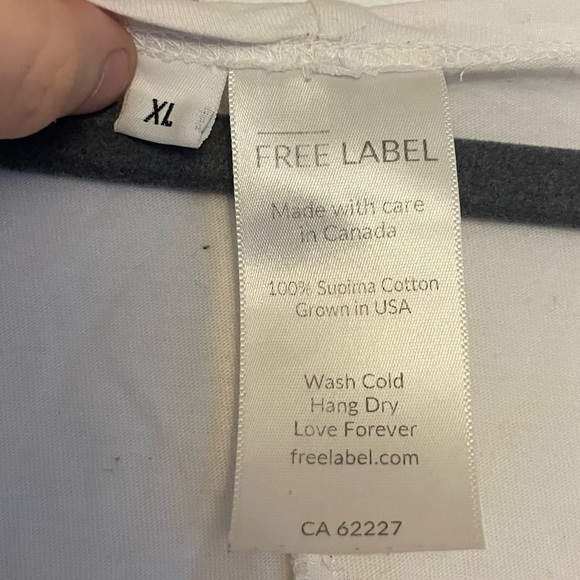 XL
FREE LABEL
Made with care
in Canada
100% Supima Cotton
Grown in USA
Wash Cold
Hang Dry
Love Forever
freelabel.com
CA 62227